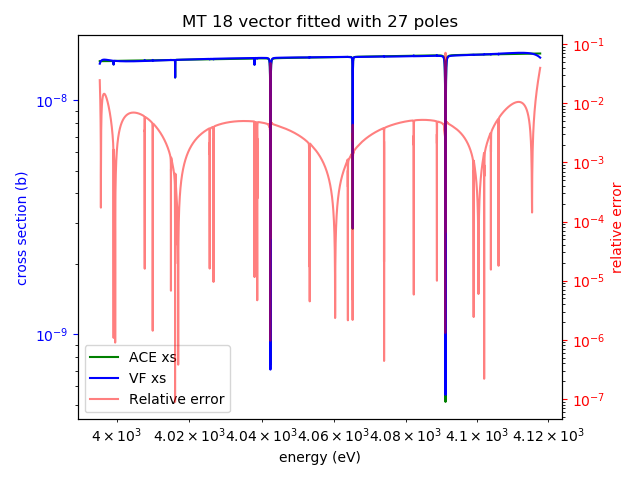 MT 18 vector fitted with 27 poles
cross section (b)
10⁻⁸
10⁻⁹
10⁻¹
10⁻²
10⁻³
10⁻⁴
10⁻⁵
10⁻⁶
10⁻⁷
relative error
ACE xs
VF xs
Relative error
4 × 10³ 4.02 × 10³ 4.04 × 10³ 4.06 × 10³ 4.08 × 10³ 4.1 × 10³ 4.12 × 10³
energy (eV)